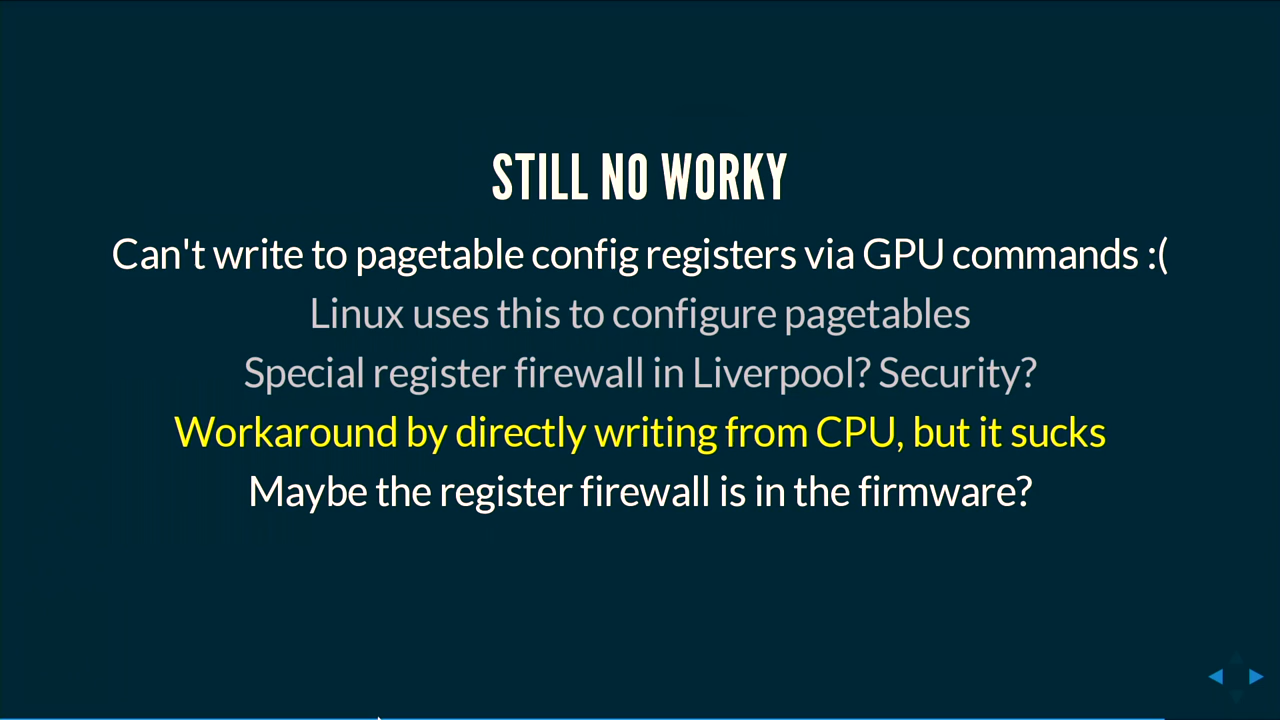 STILL NO WORKY
Can't write to pagetable config registers via GPU commands :(
Linux uses this to configure pagetables
Special register firewall in Liverpool? Security?
Workaround by directly writing from CPU, but it sucks
Maybe the register firewall is in the firmware?